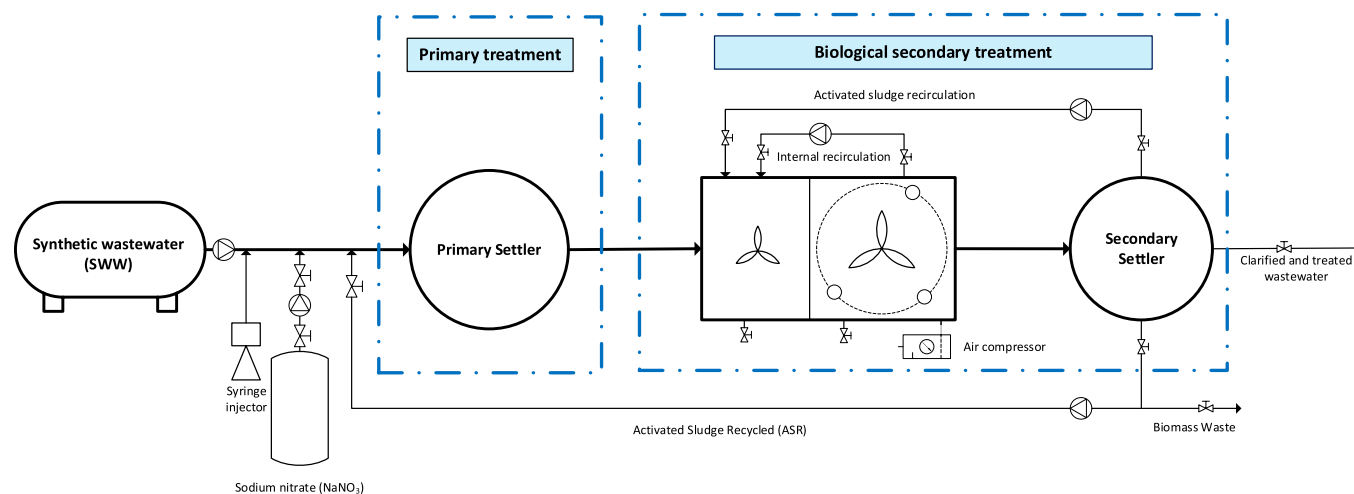 Primary treatment
Biological secondary treatment
Activated sludge recirculation
Internal recirculation
Synthetic wastewater
(SWW)
Primary Settler
Secondary
Settler
Clarified and treated
wastewater
Air compressor
Syringe
injector
Activated Sludge Recycled (ASR)
Biomass Waste
Sodium nitrate (NaNO₃)